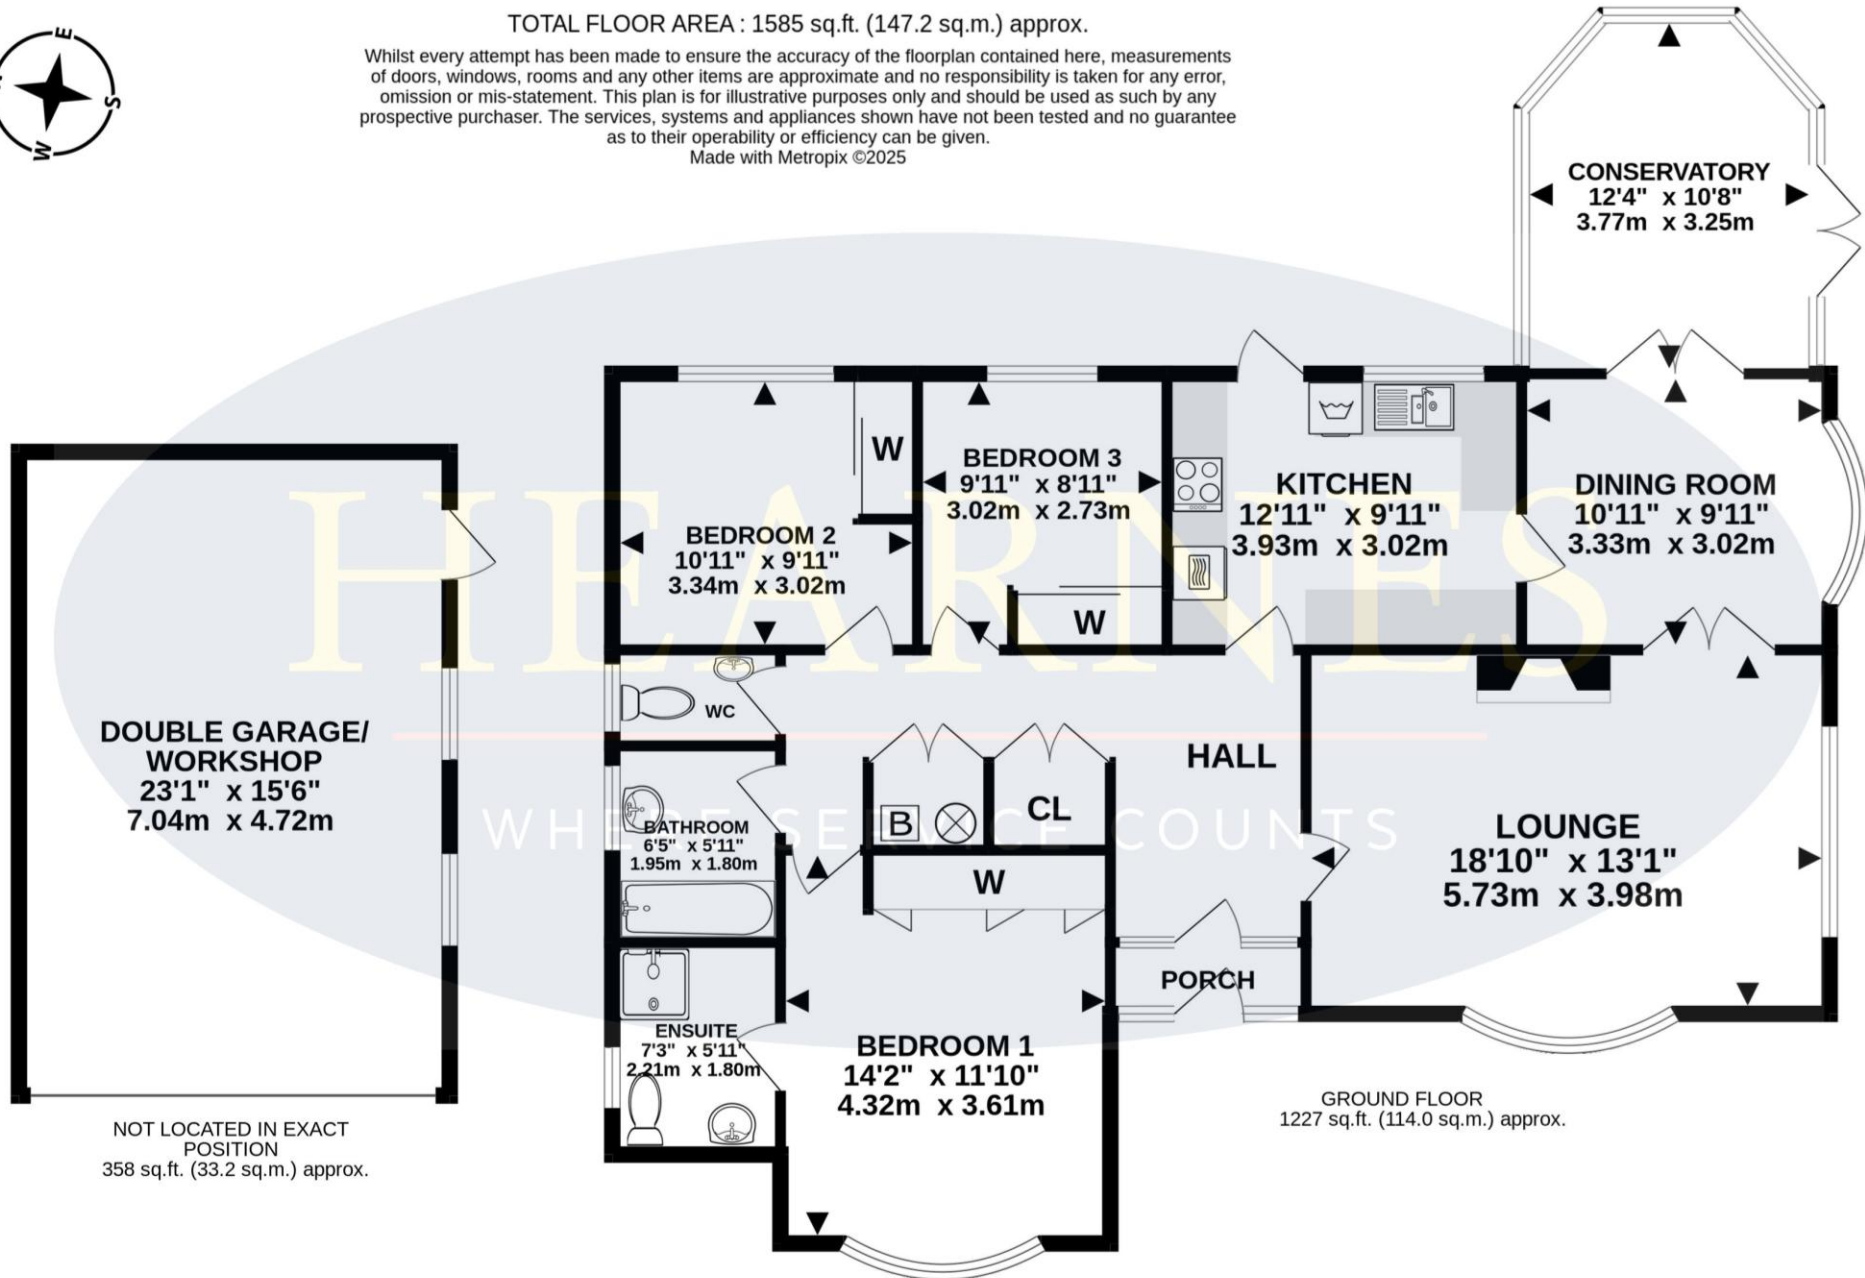 TOTAL FLOOR AREA : 1585 sq.ft. (147.2 sq.m.) approx.
Whilst every attempt has been made to ensure the accuracy of the floorplan contained here, measurements
of doors, windows, rooms and any other items are approximate and no responsibility is taken for any error,
omission or mis-statement. This plan is for illustrative purposes only and should be used as such by any
prospective purchaser. The services, systems and appliances shown have not been tested and no guarantee
as to their operability or efficiency can be given.
Made with Metropix ©2025
E
S
W
CONSERVATORY
12'4" x 10'8"
3.77m x 3.25m
W
BEDROOM 2
10'11" x 9'11"
3.34m x 3.02m
BEDROOM 3
9'11" x 8'11"
3.02m x 2.73m
W
KITCHEN
12'11" x 9'11"
3.93m x 3.02m
DINING ROOM
10'11" x 9'11"
3.33m x 3.02m
HEARNES
WHERE SERVICE COUNTS
DOUBLE GARAGE/
WORKSHOP
23'1" x 15'6"
7.04m x 4.72m
WC
HALL
B
CL
BATHROOM
6'5" x 5'11"
1.95m x 1.80m
W
LOUNGE
18'10" x 13'1"
5.73m x 3.98m
PORCH
ENSUITE
7'3" x 5'11"
2.21m x 1.80m
BEDROOM 1
14'2" x 11'10"
4.32m x 3.61m
NOT LOCATED IN EXACT
POSITION
358 sq.ft. (33.2 sq.m.) approx.
GROUND FLOOR
1227 sq.ft. (114.0 sq.m.) approx.